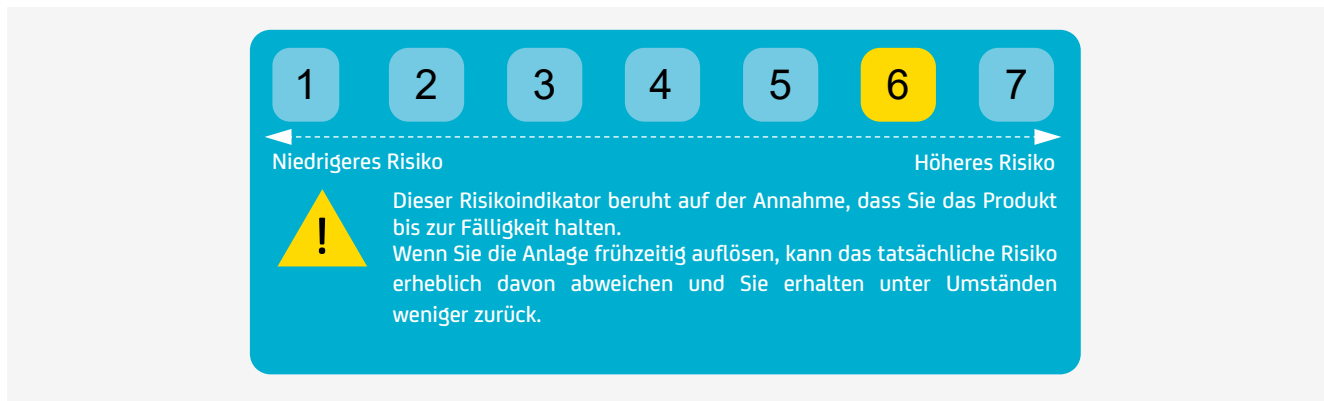 1 2 3 4 5 6 7
Niedrigeres Risiko Höheres Risiko
!
Dieser Risikoindikator beruht auf der Annahme, dass Sie das Produkt
bis zur Fälligkeit halten.
Wenn Sie die Anlage frühzeitig auflösen, kann das tatsächliche Risiko
erheblich davon abweichen und Sie erhalten unter Umständen
weniger zurück.